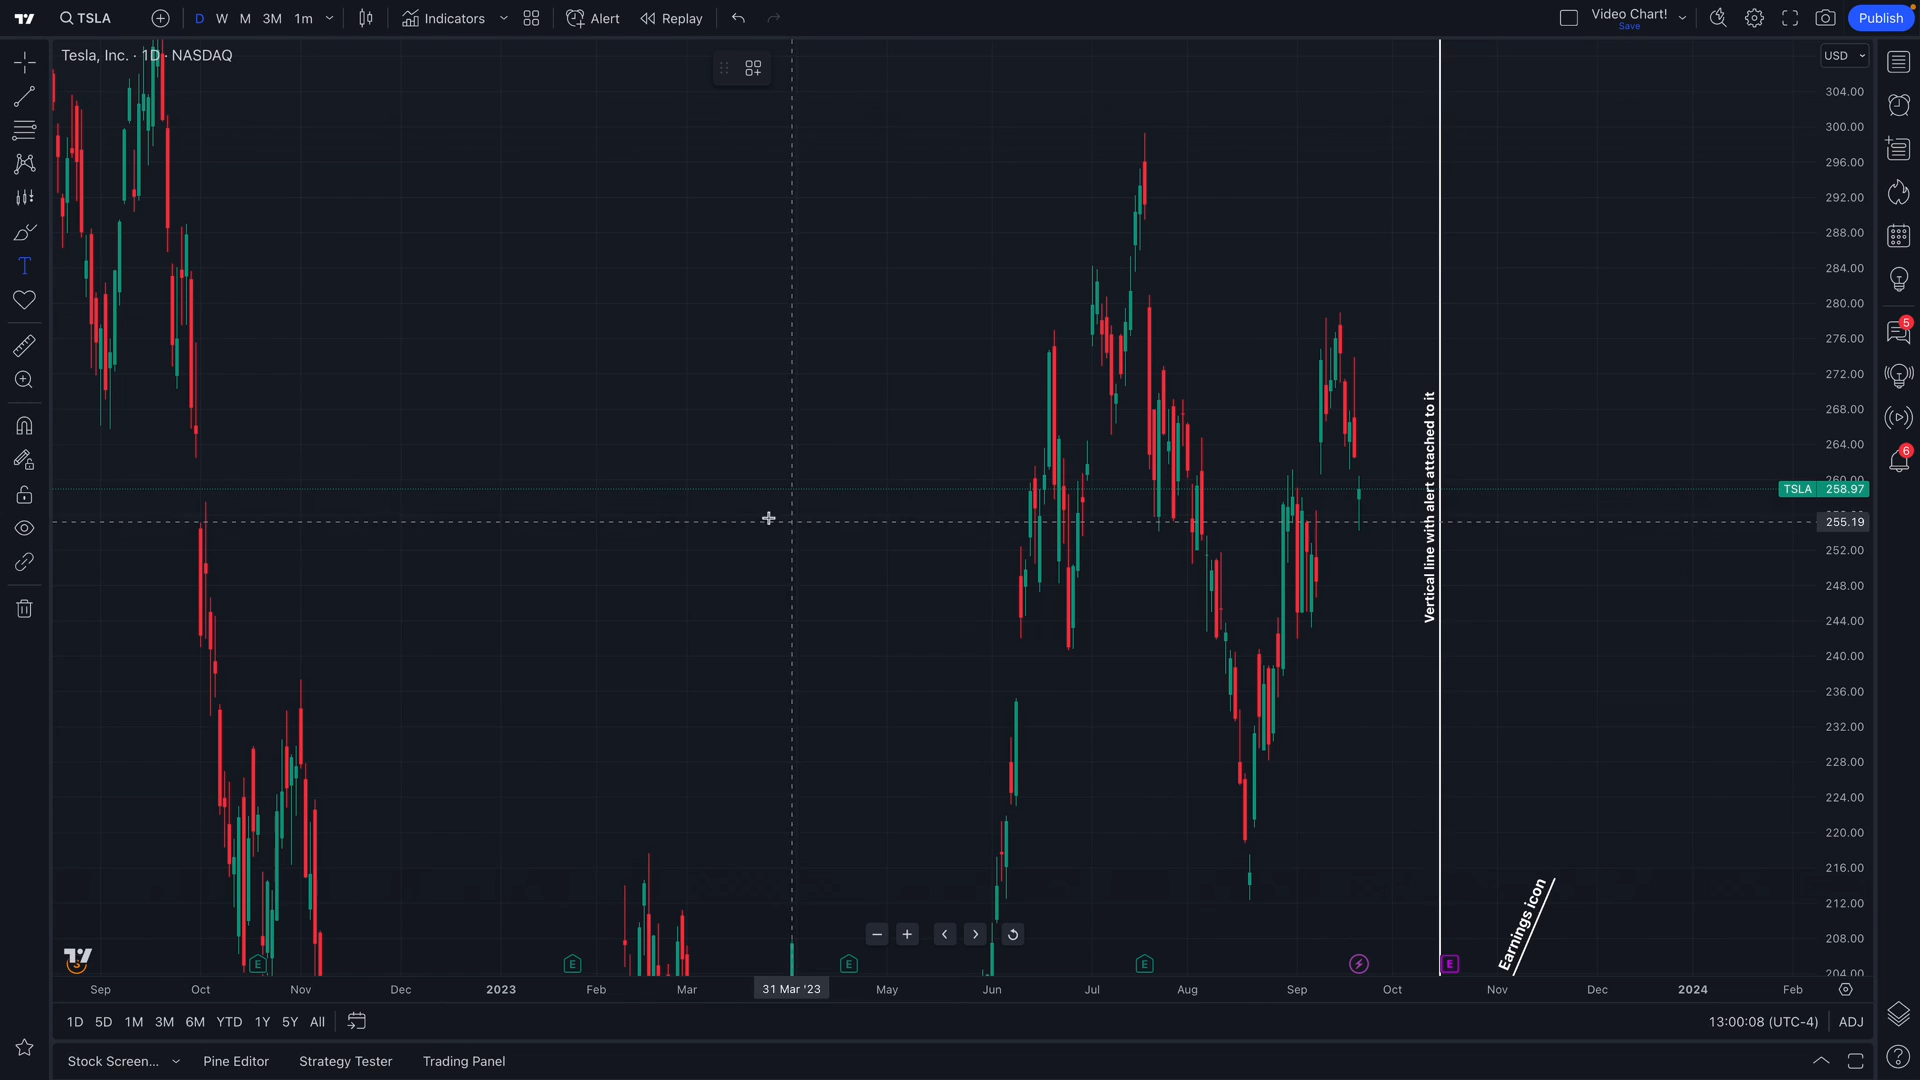 TSLA
D W M 3M 1m
Indicators
Alert
Replay
Video Chart!
Save
Publish
Tesla, Inc. · 1D · NASDAQ
USD
304.00
300.00
296.00
292.00
288.00
284.00
280.00
276.00
272.00
268.00
264.00
260.00
TSLA 258.97
255.19
252.00
248.00
244.00
240.00
236.00
232.00
228.00
224.00
220.00
216.00
212.00
208.00
204.00
5
6
Vertical line with alert attached to it
Earnings icon
E E E E E
Sep Oct Nov Dec 2023 Feb Mar 31 Mar '23 May Jun Jul Aug Sep Oct Nov Dec 2024 Feb
1D 5D 1M 3M 6M YTD 1Y 5Y All
13:00:08 (UTC-4) ADJ
Stock Screen... Pine Editor Strategy Tester Trading Panel